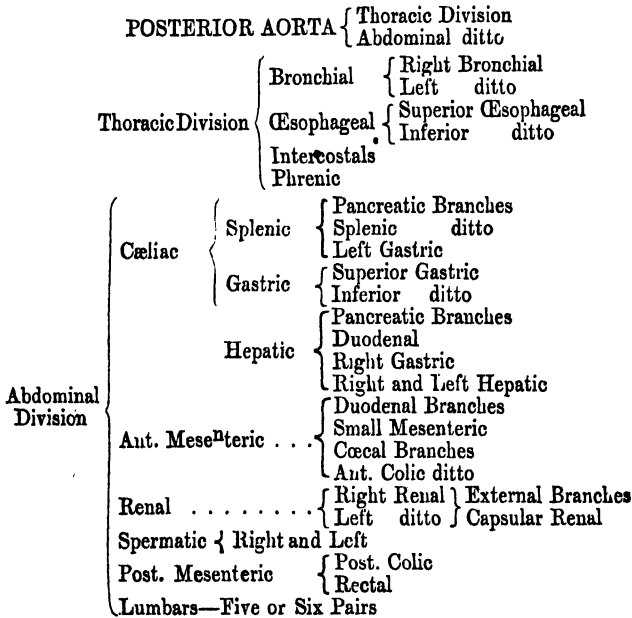 POSTERIOR AORTA { Thoracic Division
Abdominal ditto
Thoracic Division
Bronchial { Right Bronchial
Left ditto
Œsophageal { Superior Œsophageal
Inferior ditto
Intercostals
Phrenic
Abdominal Division
Cæliac
Splenic { Pancreatic Branches
Splenic ditto
Left Gastric
Gastric { Superior Gastric
Inferior ditto
Hepatic { Pancreatic Branches
Duodenal
Right Gastric
Right and Left Hepatic
Ant. Mesenteric . . . { Duodenal Branches
Small Mesenteric
Cœcal Branches
Ant. Colic ditto
Renal . . . . . . . . { Right Renal } External Branches
Left ditto } Capsular Renal
Spermatic { Right and Left
Post. Mesenteric { Post. Colic
Rectal
Lumbars—Five or Six Pairs